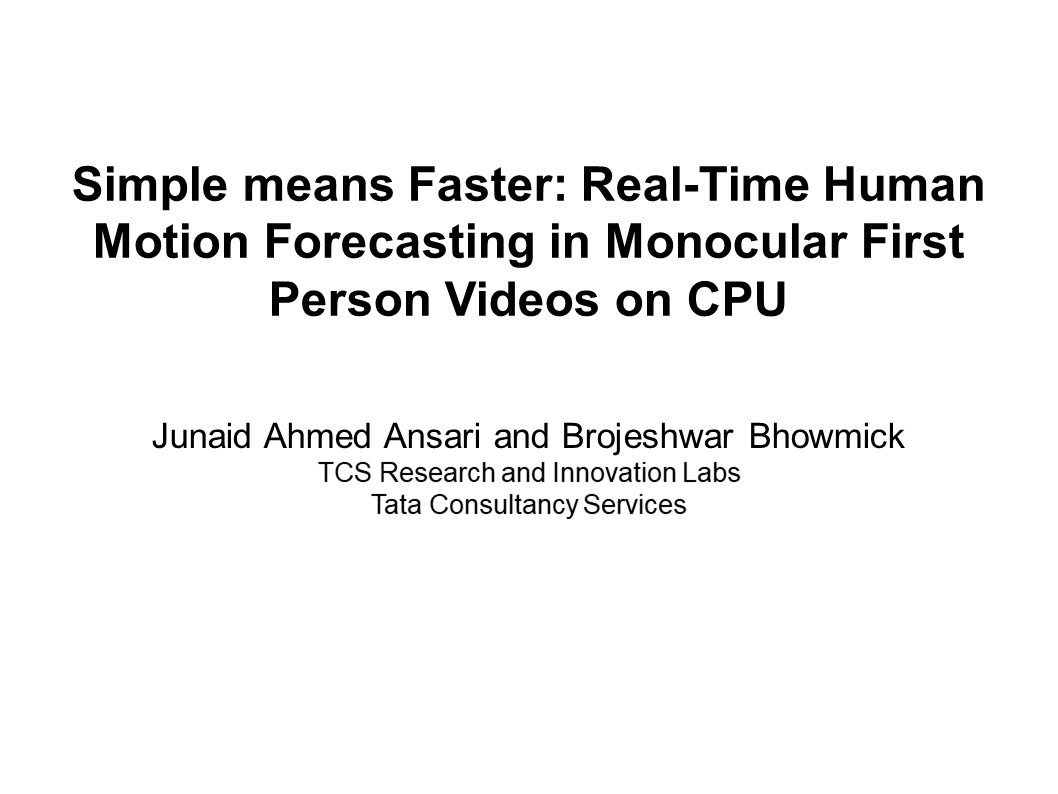 Simple means Faster: Real-Time Human
Motion Forecasting in Monocular First
Person Videos on CPU
Junaid Ahmed Ansari and Brojeshwar Bhowmick
TCS Research and Innovation Labs
Tata Consultancy Services